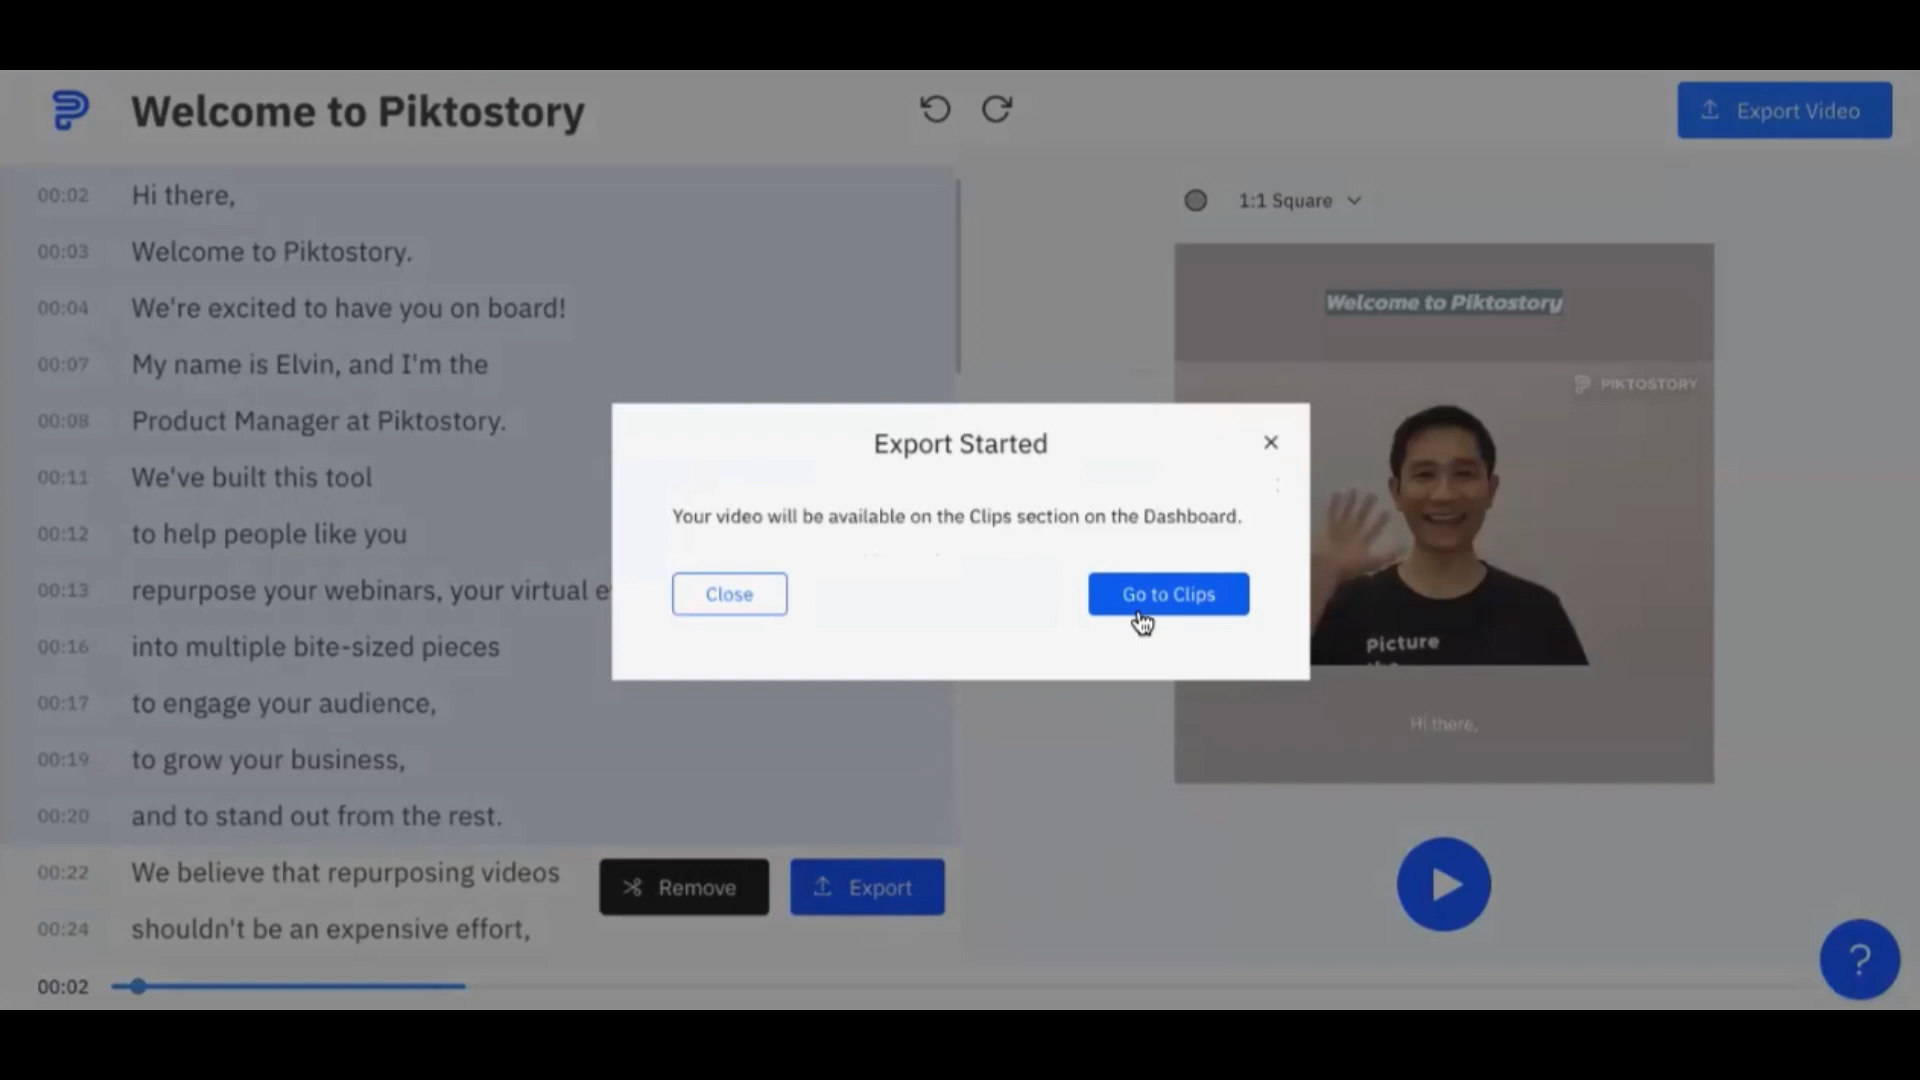 Welcome to Piktostory
Export Video
00:02 Hi there,
00:03 Welcome to Piktostory.
00:04 We're excited to have you on board!
00:07 My name is Elvin, and I'm the
00:08 Product Manager at Piktostory.
00:11 We've built this tool
00:12 to help people like you
00:13 repurpose your webinars, your virtual e
00:16 into multiple bite-sized pieces
00:17 to engage your audience,
00:19 to grow your business,
00:20 and to stand out from the rest.
00:22 We believe that repurposing videos
00:24 shouldn't be an expensive effort,
Remove
Export
00:02
1:1 Square
Welcome to Piktostory
PIKTOSTORY
Picture
Hi there,
Export Started
Your video will be available on the Clips section on the Dashboard.
Close
Go to Clips
?